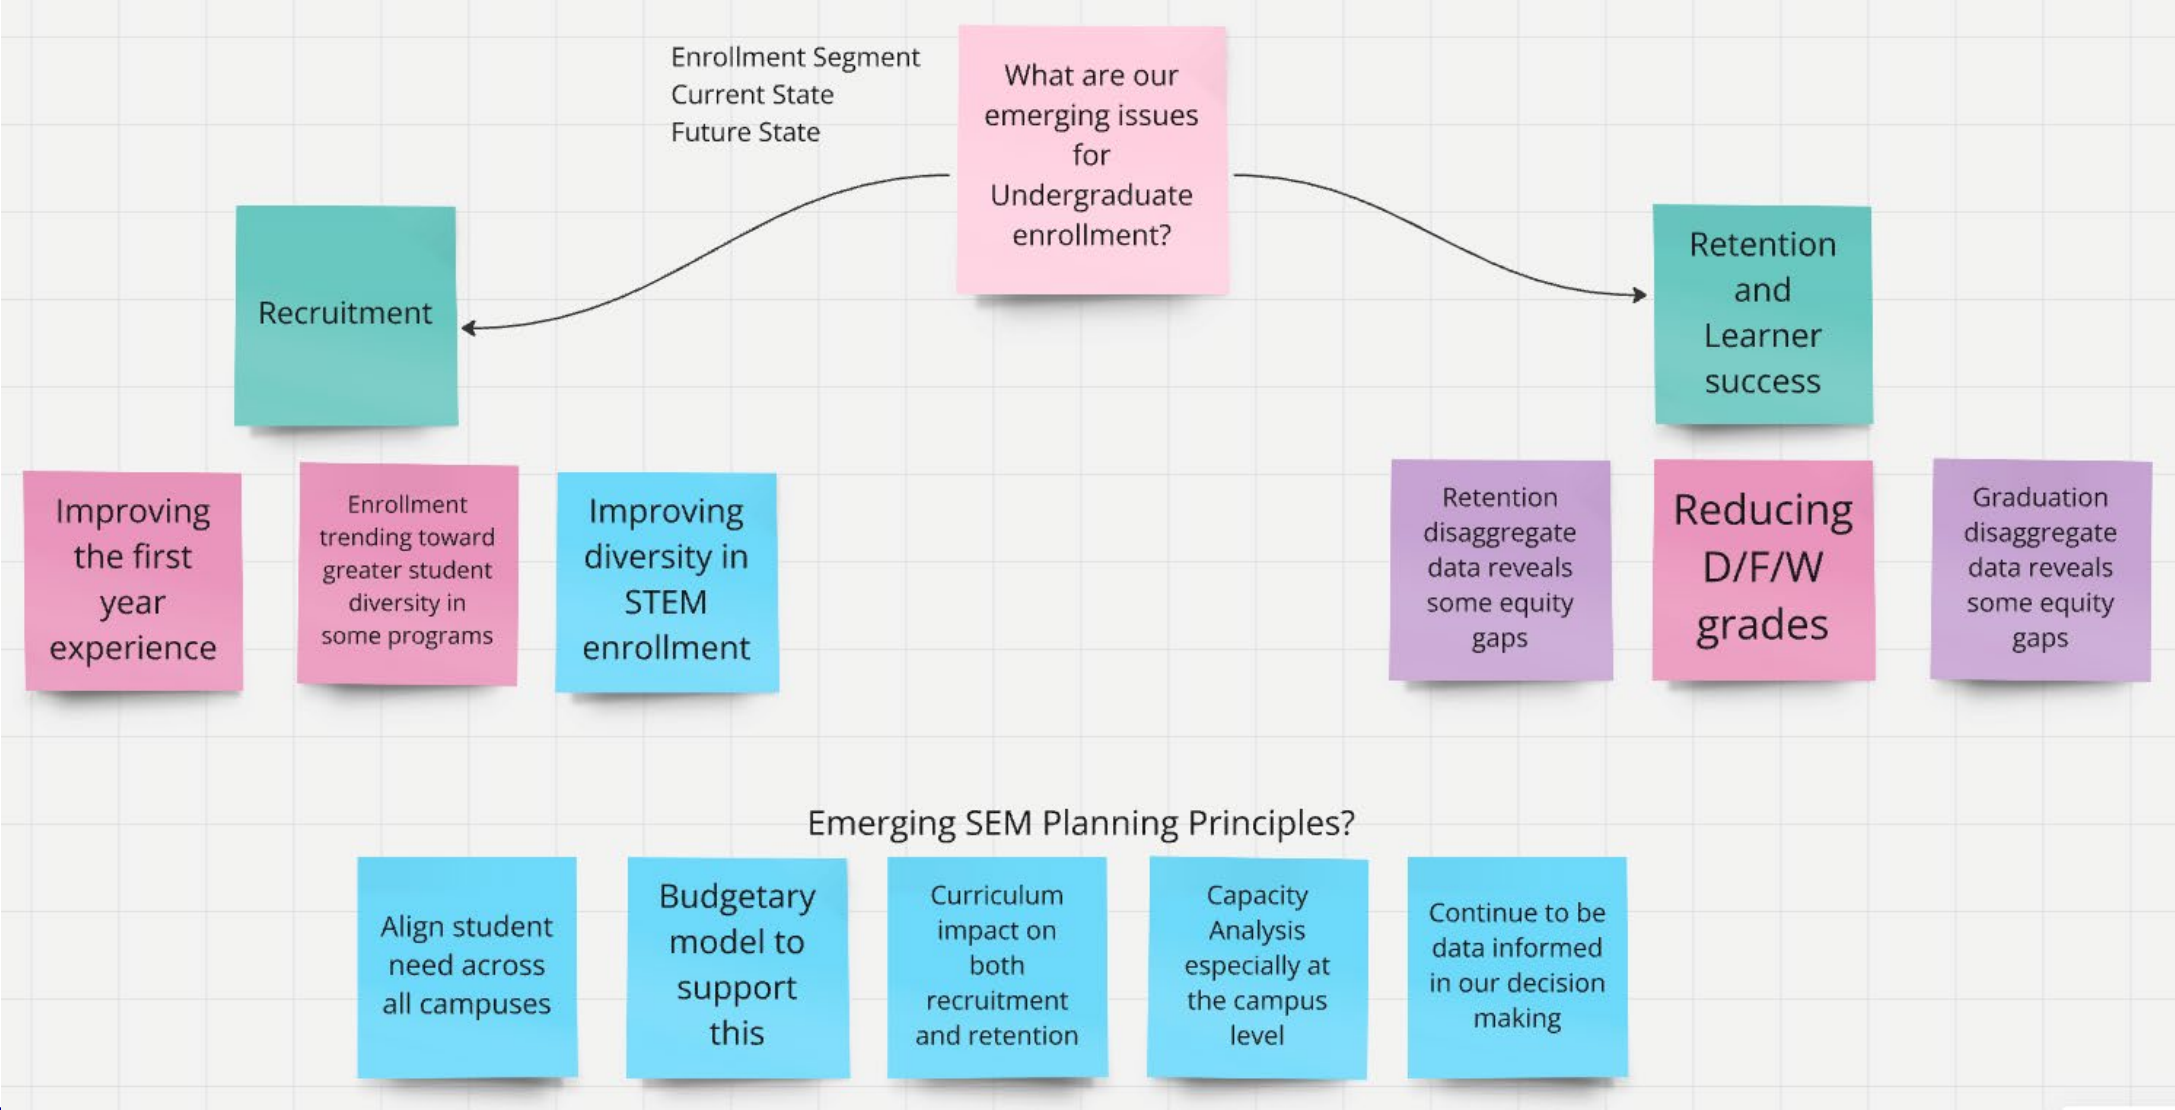 Enrollment Segment
Current State
Future State
What are our
emerging issues
for
Undergraduate
enrollment?
Recruitment
Retention
and
Learner
success
Improving
the first
year
experience
Enrollment
trending toward
greater student
diversity in
some programs
Improving
diversity in
STEM
enrollment
Retention
disaggregate
data reveals
some equity
gaps
Reducing
D/F/W
grades
Graduation
disaggregate
data reveals
some equity
gaps
Emerging SEM Planning Principles?
Align student
need across
all campuses
Budgetary
model to
support
this
Curriculum
impact on
both
recruitment
and retention
Capacity
Analysis
especially at
the campus
level
Continue to be
data informed
in our decision
making